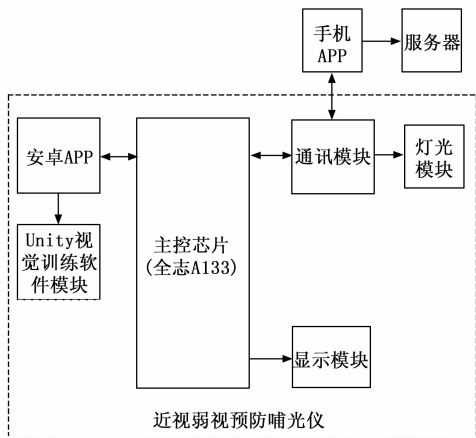 手机
APP
服务器
安卓APP
主控芯片
(全志A133)
通讯模块
灯光
模块
Unity视
觉训练软
件模块
显示模块
近视弱视预防哺光仪